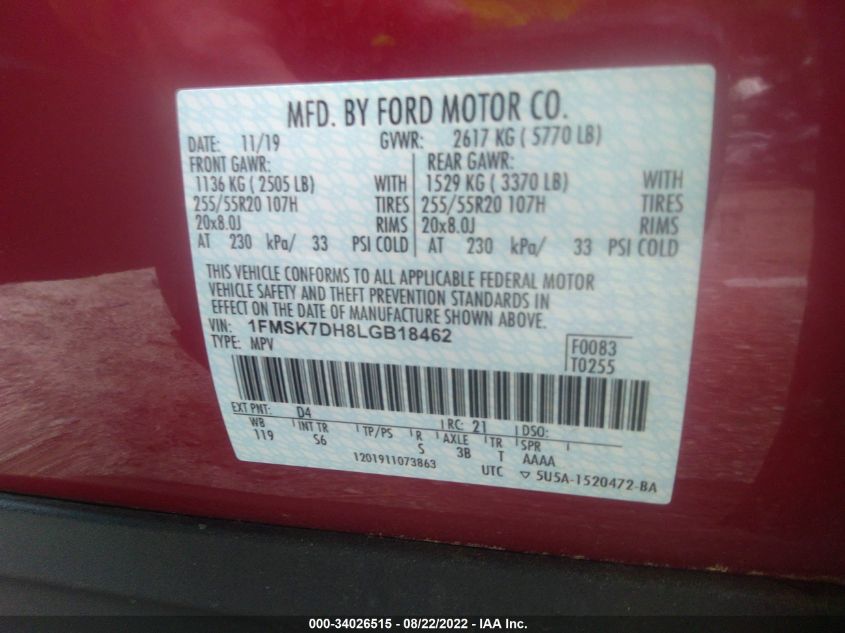 MFD. BY FORD MOTOR CO.
DATE: 11/19 GVWR: 2617 KG ( 5770 LB)
FRONT GAWR: REAR GAWR:
1136 KG ( 2505 LB) WITH 1529 KG ( 3370 LB) WITH
255/55R20 107H TIRES 255/55R20 107H TIRES
20x8.0J RIMS 20x8.0J RIMS
AT 230 kPa/ 33 PSI COLD AT 230 kPa/ 33 PSI COLD
THIS VEHICLE CONFORMS TO ALL APPLICABLE FEDERAL MOTOR
VEHICLE SAFETY AND THEFT PREVENTION STANDARDS IN
EFFECT ON THE DATE OF MANUFACTURE SHOWN ABOVE.
VIN: 1FMSK7DH8LGB18462
TYPE: MPV F0083
T0255
EXT PNT: D4 RC: 21 DSO:
WB INT TR TP/PS R AXLE TR SPR
119 S6 S 3B T AAAA
1201911073863 UTC ▽ 5U5A-1520472-BA
000-34026515 - 08/22/2022 - IAA Inc.